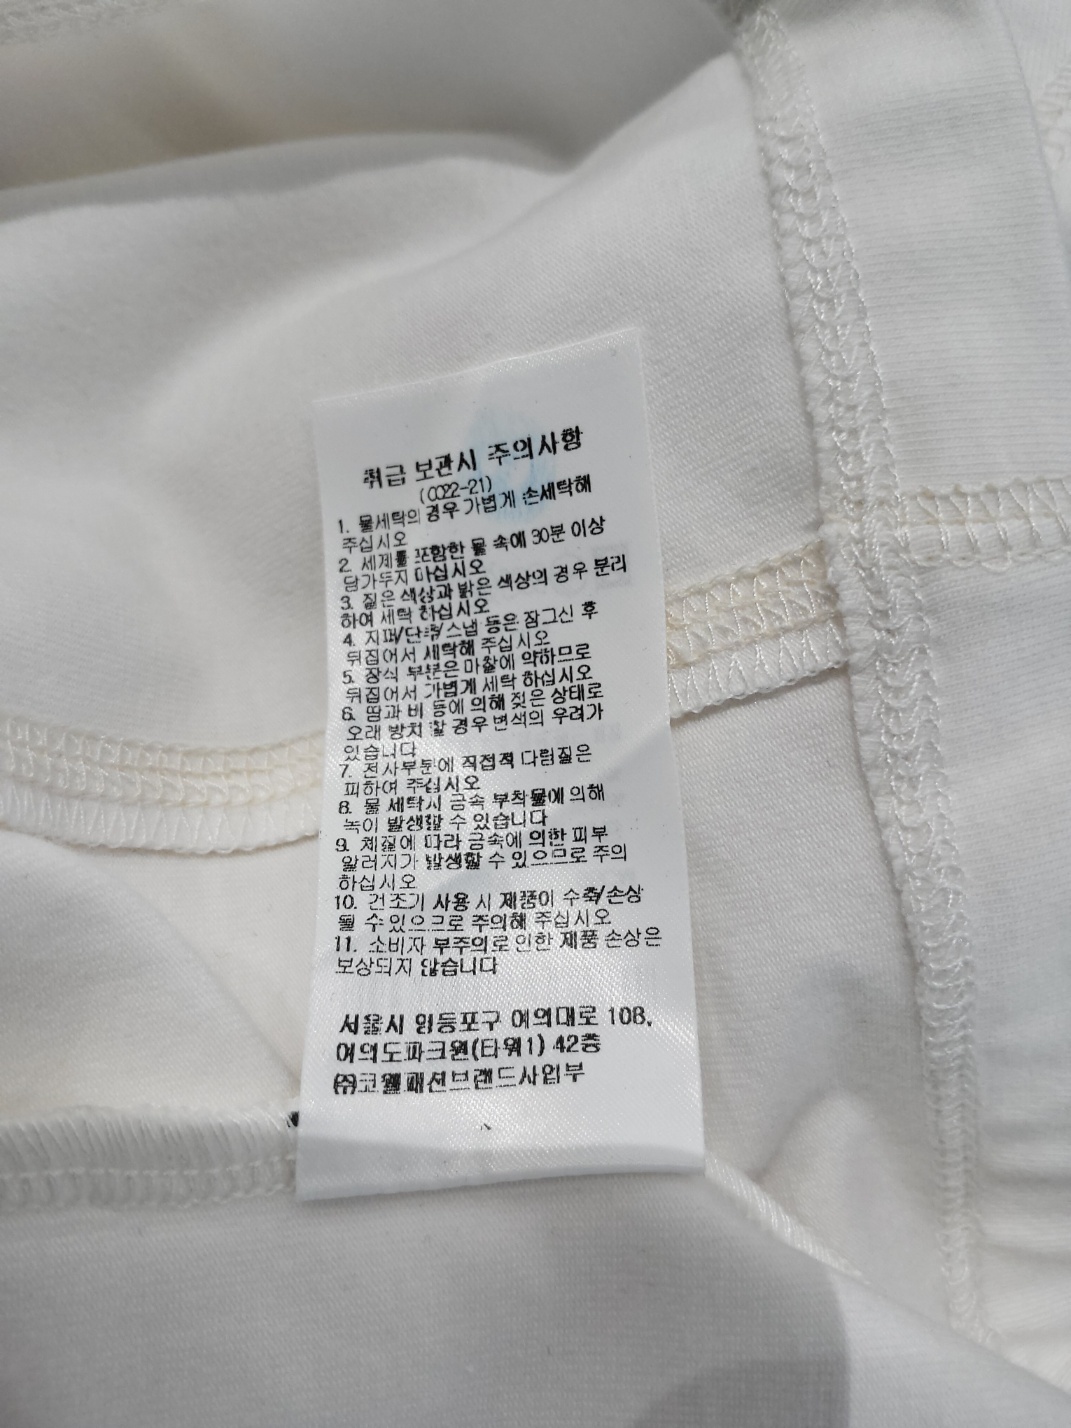 취급 보관시 주의사항
(0022-21)
1. 물세탁의 경우 가볍게 손세탁해
주십시오
2. 세제를 포함한 물 속에 30분 이상
담가두지 마십시오
3. 짙은 색상과 밝은 색상의 경우 분리
하여 세탁 하십시오
4. 지퍼/단추/스냅 등은 잠그신 후
뒤집어서 세탁해 주십시오
5. 장식 부분은 마찰에 약하므로
뒤집어서 가볍게 세탁 하십시오
6. 땀과 비 등에 의해 젖은 상태로
오래 방치 할 경우 변색의 우려가
있습니다
7. 전사부분에 직접적 다림질은
피하여 주십시오
8. 물 세탁시 금속 부착물에 의해
녹이 발생할 수 있습니다
9. 체질에 따라 금속에 의한 피부
알러지가 발생할 수 있으므로 주의
하십시오
10. 건조기 사용 시 제품이 수축/손상
될 수 있으므로 주의해 주십시오
11. 소비자 부주의로 인한 제품 손상은
보상되지 않습니다
서울시 영등포구 여의대로 108,
여의도파크원(타워1) 42층
㈜코웰패션브랜드사업부